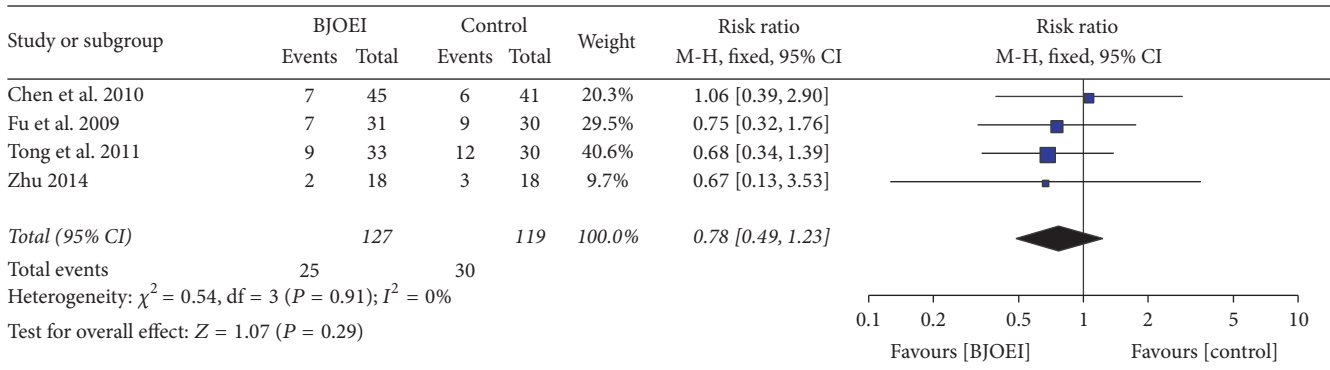 Study or subgroup BJOEI Control Weight Risk ratio Risk ratio
Events Total Events Total M-H, fixed, 95% CI M-H, fixed, 95% CI
Chen et al. 2010 7 45 6 41 20.3% 1.06 [0.39, 2.90]
Fu et al. 2009 7 31 9 30 29.5% 0.75 [0.32, 1.76]
Tong et al. 2011 9 33 12 30 40.6% 0.68 [0.34, 1.39]
Zhu 2014 2 18 3 18 9.7% 0.67 [0.13, 3.53]
Total (95% CI) 127 119 100.0% 0.78 [0.49, 1.23]
Total events 25 30
Heterogeneity: χ² = 0.54, df = 3 (P = 0.91); I² = 0%
Test for overall effect: Z = 1.07 (P = 0.29)
0.1 0.2 0.5 1 2 5 10
Favours [BJOEI] Favours [control]